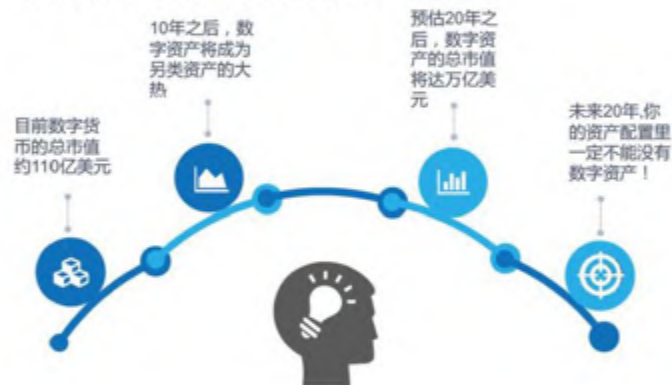 目前数字货
币的总市值
约110亿美元
10年之后，数
字资产将成为
另类资产的大
热
预估20年之
后，数字资
产的总市值
将达万亿美
元
未来20年,你
的资产配置里
一定不能没有
数字资产！